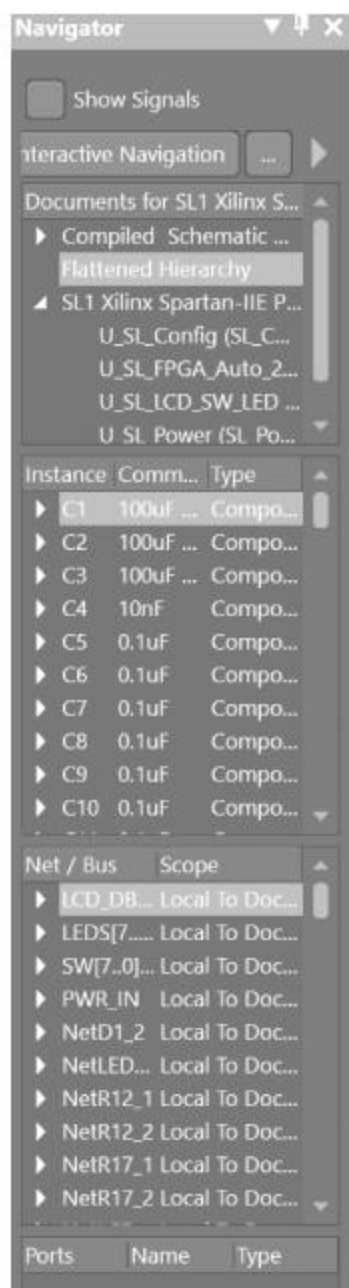 Navigator
Show Signals
nteractive Navigation ...
Documents for SL1 Xilinx S...
Compiled Schematic ...
Flattened Hierarchy
SL1 Xilinx Spartan-IIE P...
U_SL_Config (SL_C...
U_SL_FPGA_Auto_2...
U_SL_LCD_SW_LED ...
U_SL_Power (SL_Po...
Instance Comm... Type
C1 100uF ... Compo...
C2 100uF ... Compo...
C3 100uF ... Compo...
C4 10nF Compo...
C5 0.1uF Compo...
C6 0.1uF Compo...
C7 0.1uF Compo...
C8 0.1uF Compo...
C9 0.1uF Compo...
C10 0.1uF Compo...
Net / Bus Scope
LCD_DB... Local To Doc...
LEDS[7..... Local To Doc...
SW[7..0]... Local To Doc...
PWR_IN Local To Doc...
NetD1_2 Local To Doc...
NetLED... Local To Doc...
NetR12_1 Local To Doc...
NetR12_2 Local To Doc...
NetR17_1 Local To Doc...
NetR17_2 Local To Doc...
Ports Name Type